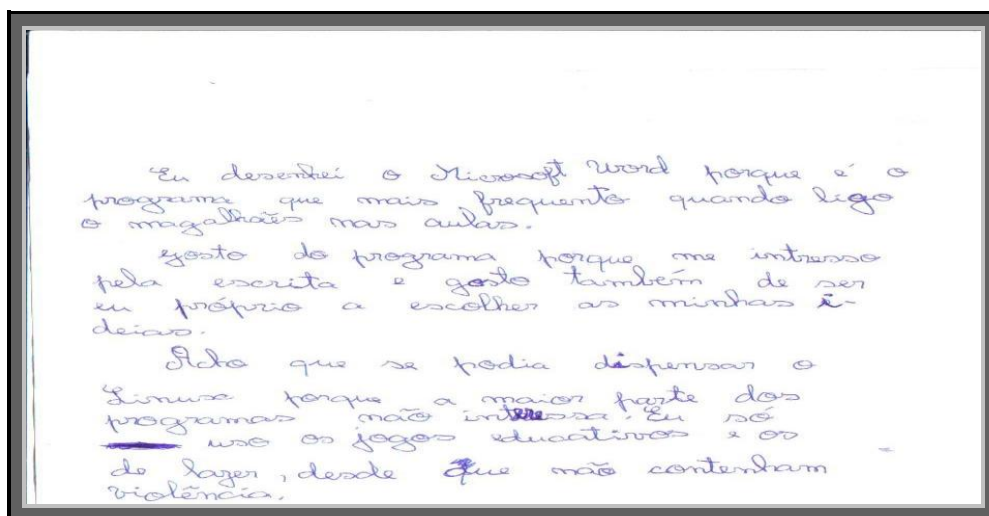 Eu desenhei o Microsoft Word porque é o
programa que mais frequento quando ligo
o magalhães nas aulas.
Gosto do programa porque me intresso
pela escrita e gosto também de ser
eu próprio a escolher as minhas i-
deias.
Acho que se podia dispensar o
Linux porque a maior parte dos
programas não interessa. Eu só
uso os jogos educativos e os
de lazer, desde que não contenham
violência.